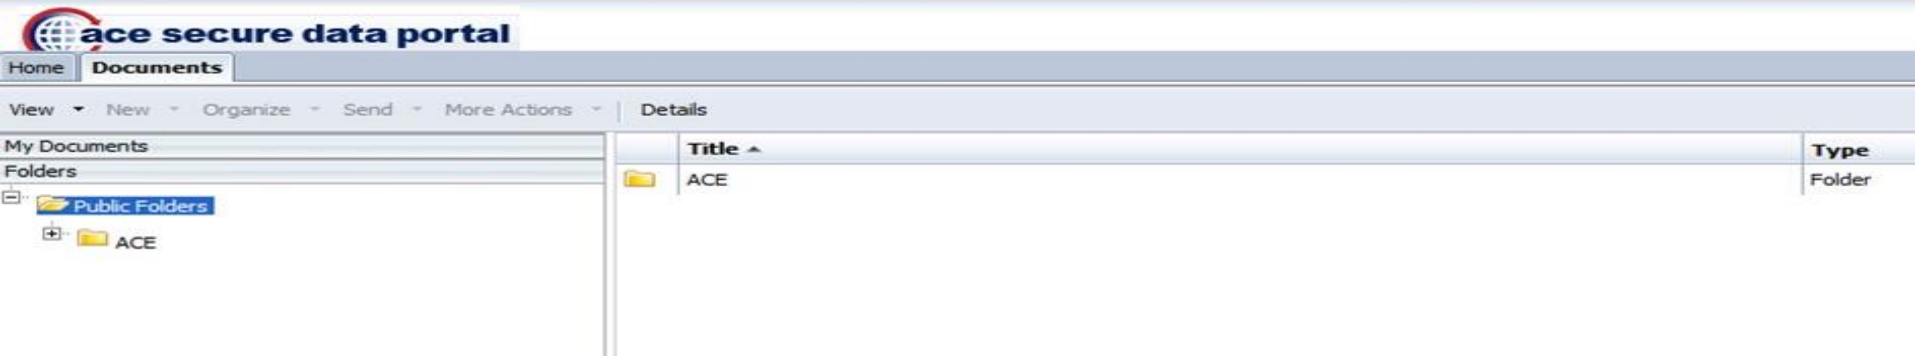 ace secure data portal
Home Documents
View New Organize Send More Actions Details
My Documents
Folders
Public Folders
ACE
Title Type
ACE Folder